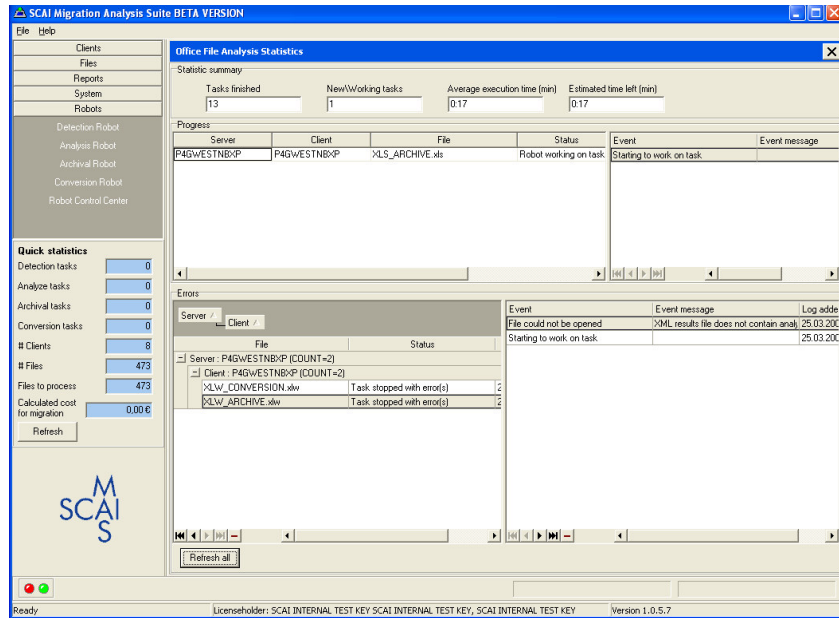 SCAI Migration Analysis Suite BETA VERSION
File Help
Clients
Files
Reports
System
Robots
Detection Robot
Analysis Robot
Archival Robot
Conversion Robot
Robot Control Center
Quick statistics
Detection tasks 0
Analyze tasks 0
Archival tasks 0
Conversion tasks 0
# Clients 8
# Files 473
Files to process 473
Calculated cost
for migration 0,00 €
Refresh
M
SCAI
S
Office File Analysis Statistics
Statistic summary
Tasks finished New\Working tasks Average execution time (min) Estimated time left (min)
13 1 0:17 0:17
Progress
Server Client File Status Event Event message
P4GWESTNBXP P4GWESTNBXP XLS_ARCHIVE.xls Robot working on task Starting to work on task
Errors
Server Client
File Status
Server : P4GWESTNBXP (COUNT=2)
Client : P4GWESTNBXP (COUNT=2)
XLW_CONVERSION.xlw Task stopped with error(s) 2
XLW_ARCHIVE.xlw Task stopped with error(s) 2
Event Event message Log adde
File could not be opened XML results file does not contain analy 25.03.200
Starting to work on task 25.03.200
Refresh all
Ready Licenseholder: SCAI INTERNAL TEST KEY SCAI INTERNAL TEST KEY, SCAI INTERNAL TEST KEY Version 1.0.5.7